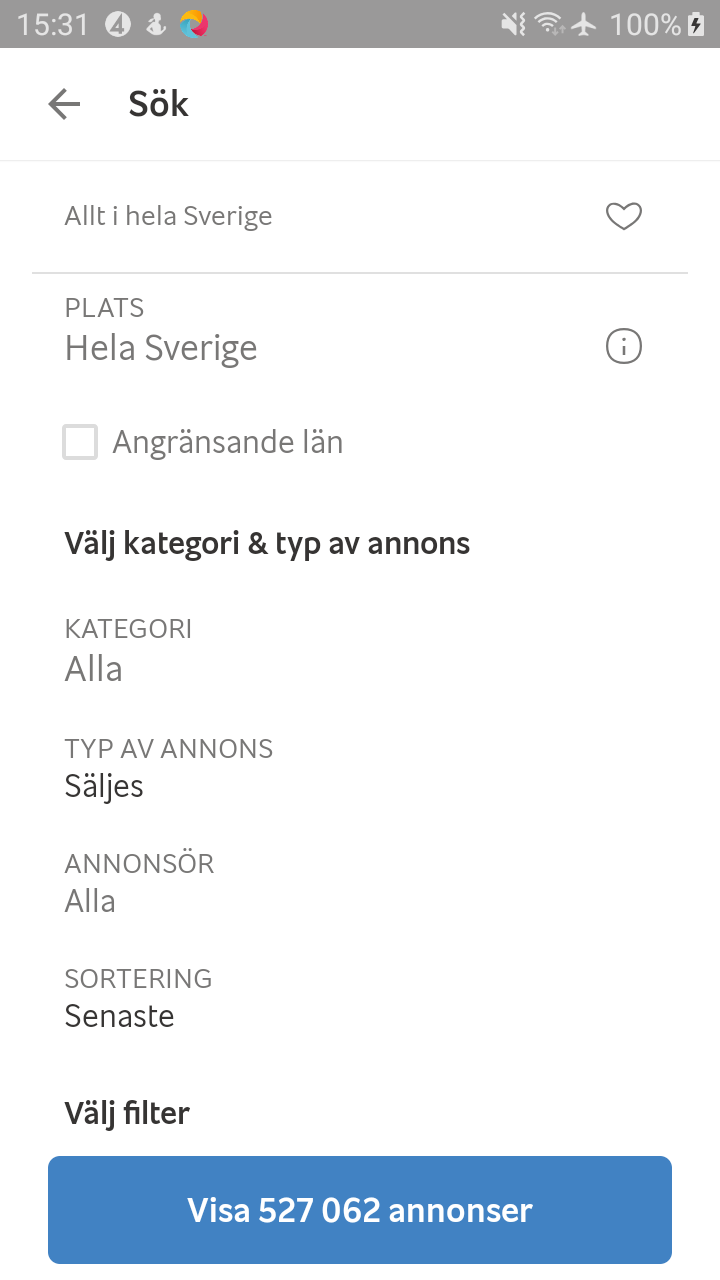 15:31
100%
Sök
Allt i hela Sverige
PLATS
Hela Sverige
Angränsande län
Välj kategori & typ av annons
KATEGORI
Alla
TYP AV ANNONS
Säljes
ANNONSÖR
Alla
SORTERING
Senaste
Välj filter
Visa 527 062 annonser